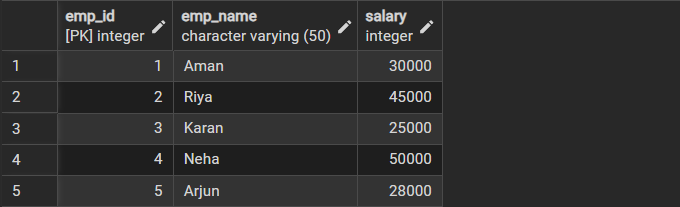 emp_id emp_name salary
[PK] integer character varying (50) integer
1 1 Aman 30000
2 2 Riya 45000
3 3 Karan 25000
4 4 Neha 50000
5 5 Arjun 28000